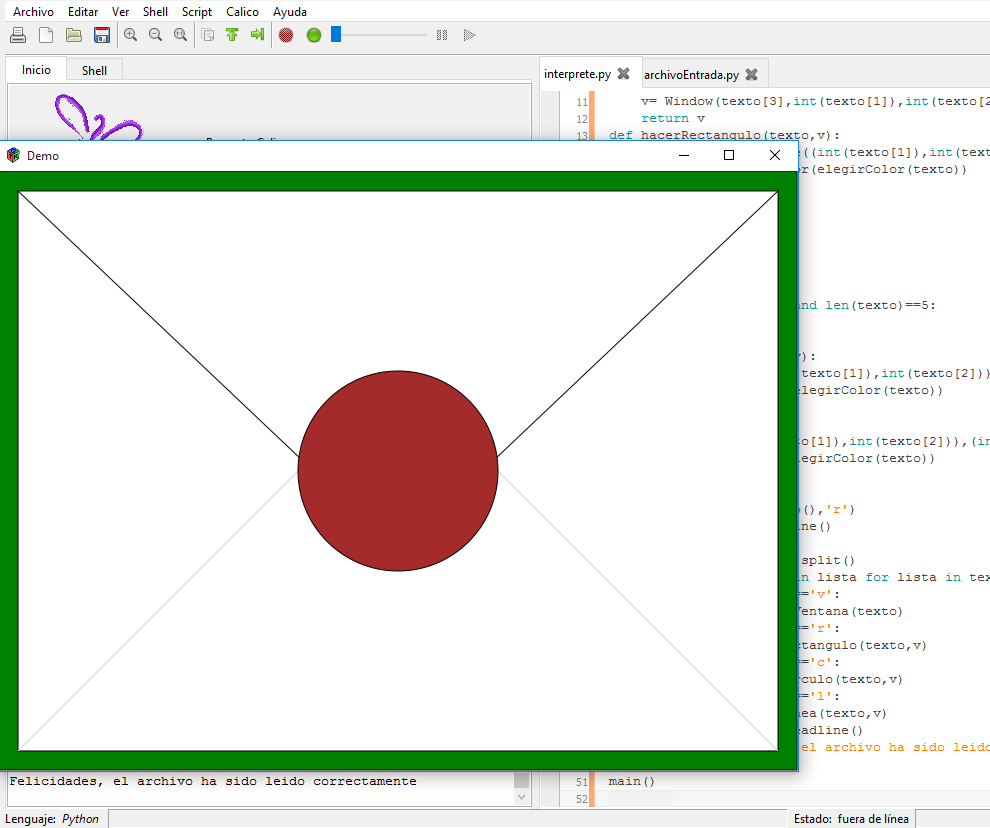 Archivo Editar Ver Shell Script Calico Ayuda
Inicio Shell
interprete.py archivoEntrada.py
11 v= Window(texto[3],int(texto[1]),int(texto[2
12 return v
13 def hacerRectangulo(texto,v):
Demo
((int(texto[1]),int(text
or(elegirColor(texto))
and len(texto)==5:
):
texto[1]),int(texto[2]))
elegirColor(texto))
to[1]),int(texto[2])),(in
legirColor(texto))
(),'r')
ne()
split()
in lista for lista in tex
=='v':
Ventana(texto)
=='r':
ctangulo(texto,v)
=='c':
rculo(texto,v)
=='l':
nea(texto,v)
eadline()
el archivo ha sido leido
Felicidades, el archivo ha sido leido correctamente
51 main()
52
Lenguaje: Python
Estado: fuera de línea